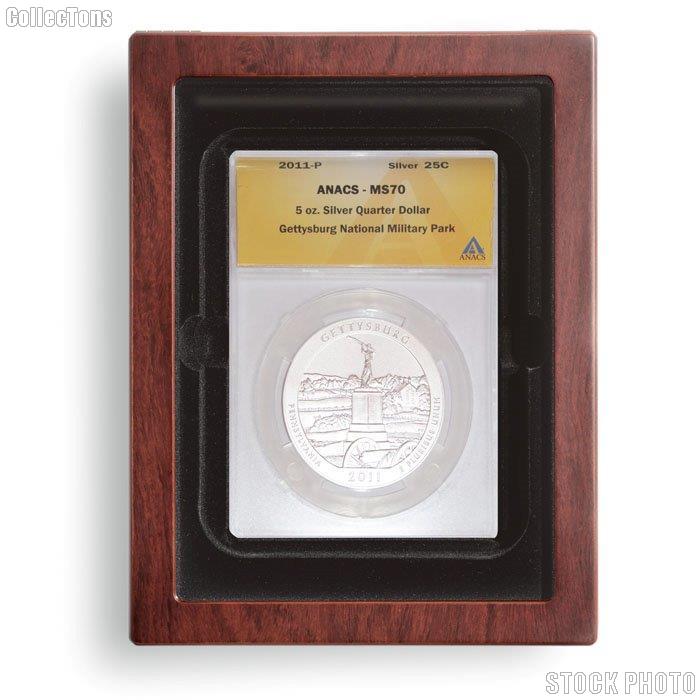 CollecTons
2011-P Silver 25C
ANACS - MS70
5 oz. Silver Quarter Dollar
Gettysburg National Military Park
ANACS
GETTYSBURG
PENNSYLVANIA
E PLURIBUS UNUM
2011
STOCK PHOTO